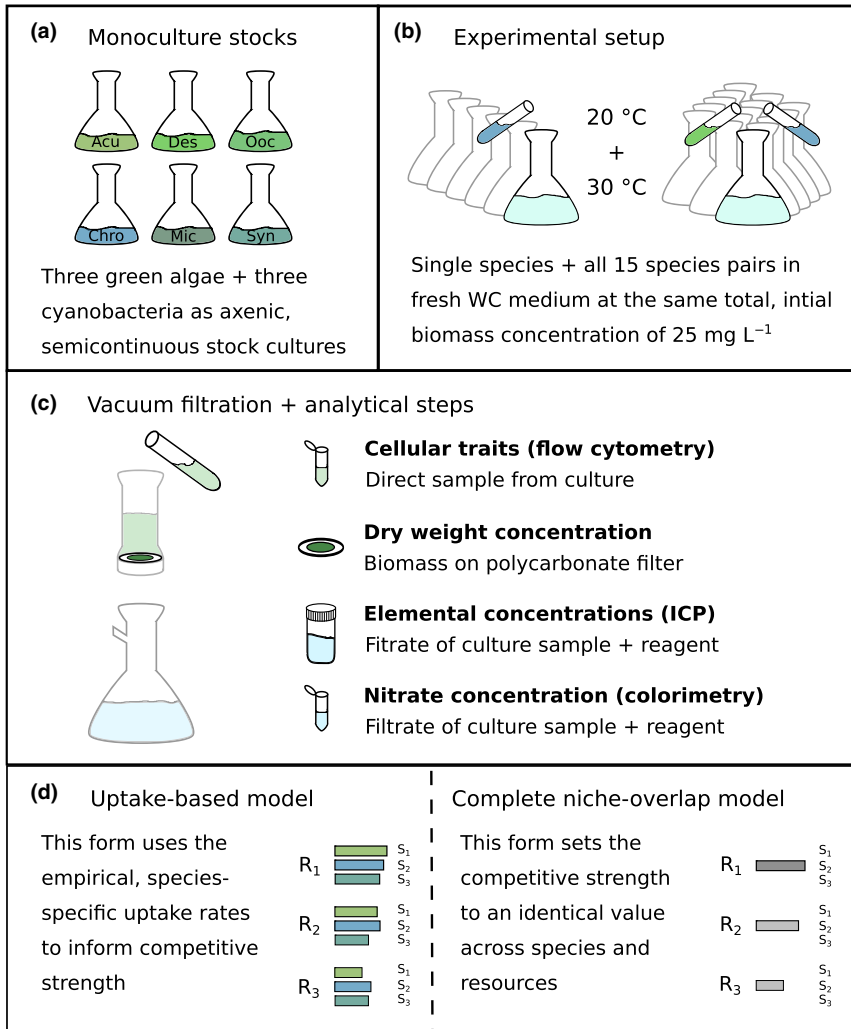 (a) Monoculture stocks
Acu Des Ooc
Chro Mic Syn
Three green algae + three
cyanobacteria as axenic,
semicontinuous stock cultures
(b) Experimental setup
20 °C
+
30 °C
Single species + all 15 species pairs in
fresh WC medium at the same total, intial
biomass concentration of 25 mg L⁻¹
(c) Vacuum filtration + analytical steps
Cellular traits (flow cytometry)
Direct sample from culture
Dry weight concentration
Biomass on polycarbonate filter
Elemental concentrations (ICP)
Fitrate of culture sample + reagent
Nitrate concentration (colorimetry)
Filtrate of culture sample + reagent
(d) Uptake-based model
This form uses the
empirical, species-
specific uptake rates
to inform competitive
strength
R₁
S₁
S₂
S₃
R₂
S₁
S₂
S₃
R₃
S₁
S₂
S₃
Complete niche-overlap model
This form sets the
competitive strength
to an identical value
across species and
resources
R₁
S₁
S₂
S₃
R₂
S₁
S₂
S₃
R₃
S₁
S₂
S₃